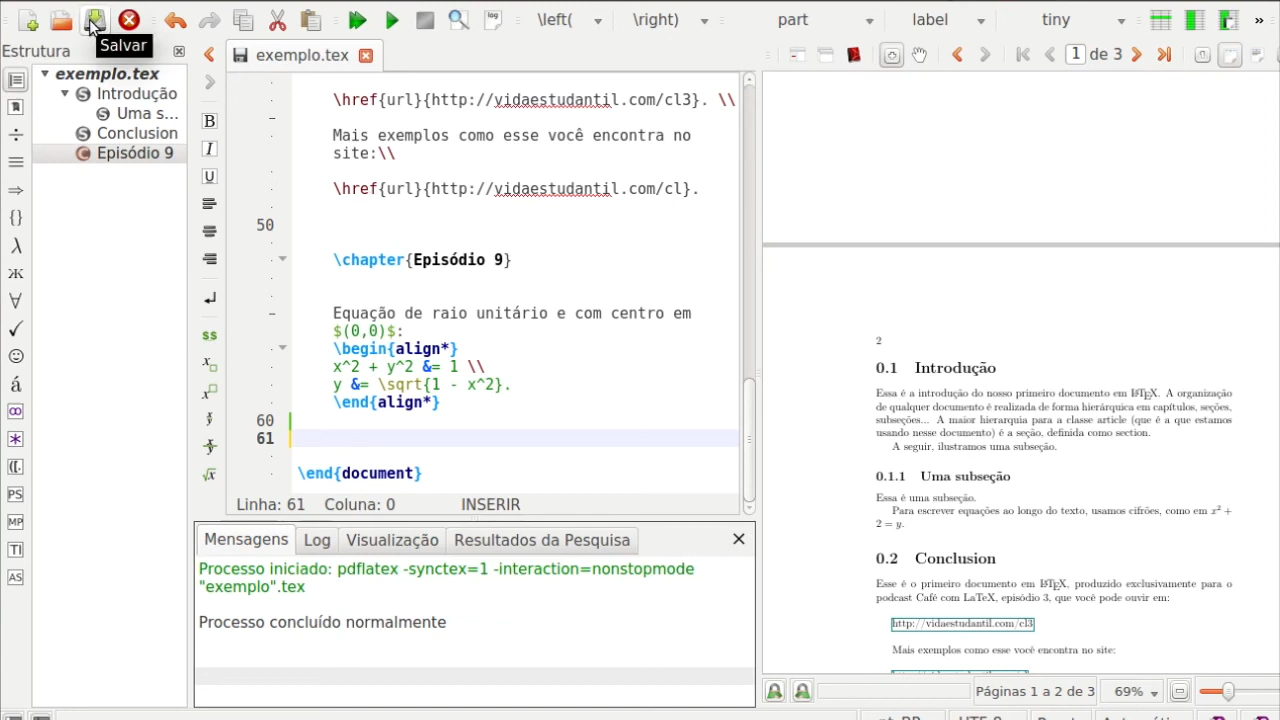 log
\left(
\right)
part
label
tiny
»
Salvar
Estrutura
exemplo.tex
1 de 3
exemplo.tex
Introdução
Uma s...
Conclusion
Episódio 9
\href{url}{http://vidaestudantil.com/cl3}. \\
Mais exemplos como esse você encontra no
site:\\
\href{url}{http://vidaestudantil.com/cl}.
50
\chapter{Episódio 9}
Equação de raio unitário e com centro em
$(0,0)$:
\begin{align*}
x^2 + y^2 &= 1 \\
y &= \sqrt{1 - x^2}.
\end{align*}
60
61
\end{document}
Linha: 61 Coluna: 0 INSERIR
B
I
U
$$
{}
λ
ж
∀
á
([.
PS
MP
TI
AS
Mensagens
Log
Visualização
Resultados da Pesquisa
Processo iniciado: pdflatex -synctex=1 -interaction=nonstopmode
"exemplo".tex
Processo concluído normalmente
2
0.1 Introdução
Essa é a introdução do nosso primeiro documento em LATEX. A organização
de qualquer documento é realizada de forma hierárquica em capítulos, seções,
subseções... A maior hierarquia para a classe article (que é a que estamos
usando nesse documento) é a seção, definida como section.
A seguir, ilustramos uma subseção.
0.1.1 Uma subseção
Essa é uma subseção.
Para escrever equações ao longo do texto, usamos cifrões, como em x² +
2 = y.
0.2 Conclusion
Esse é o primeiro documento em LATEX, produzido exclusivamente para o
podcast Café com LaTeX, episódio 3, que você pode ouvir em:
http://vidaestudantil.com/cl3
Mais exemplos como esse você encontra no site:
Páginas 1 a 2 de 3
69%